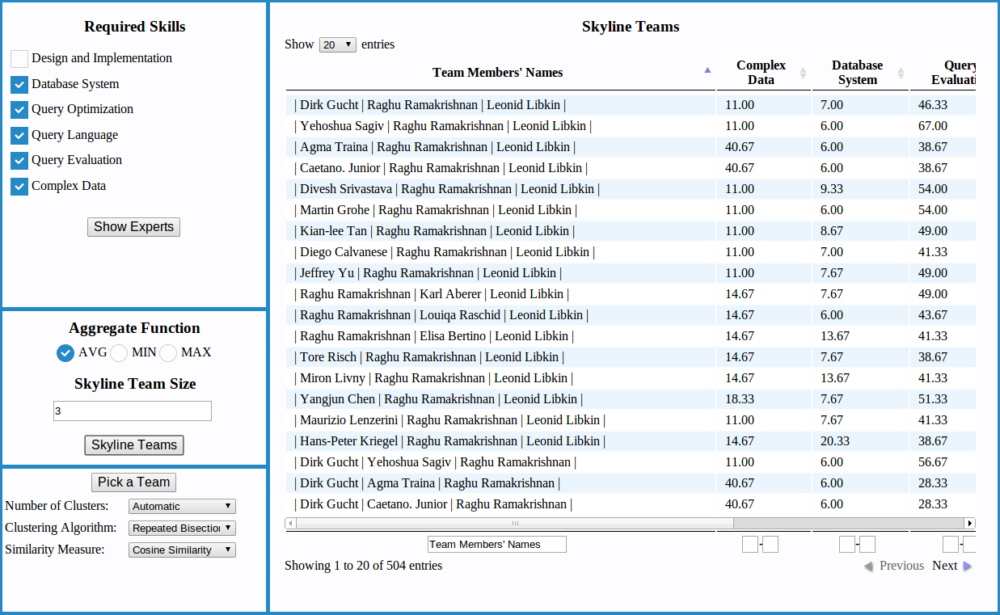 Required Skills
Design and Implementation
Database System
Query Optimization
Query Language
Query Evaluation
Complex Data
Show Experts
Aggregate Function
AVG MIN MAX
Skyline Team Size
3
Skyline Teams
Pick a Team
Number of Clusters: Automatic
Clustering Algorithm: Repeated Bisection
Similarity Measure: Cosine Similarity
Skyline Teams
Show 20 entries
Team Members' Names Complex Data Database System Query Evaluati
| Dirk Gucht | Raghu Ramakrishnan | Leonid Libkin | 11.00 7.00 46.33
| Yehoshua Sagiv | Raghu Ramakrishnan | Leonid Libkin | 11.00 6.00 67.00
| Agma Traina | Raghu Ramakrishnan | Leonid Libkin | 40.67 6.00 38.67
| Caetano. Junior | Raghu Ramakrishnan | Leonid Libkin | 40.67 6.00 38.67
| Divesh Srivastava | Raghu Ramakrishnan | Leonid Libkin | 11.00 9.33 54.00
| Martin Grohe | Raghu Ramakrishnan | Leonid Libkin | 11.00 6.00 54.00
| Kian-lee Tan | Raghu Ramakrishnan | Leonid Libkin | 11.00 8.67 49.00
| Diego Calvanese | Raghu Ramakrishnan | Leonid Libkin | 11.00 7.00 41.33
| Jeffrey Yu | Raghu Ramakrishnan | Leonid Libkin | 11.00 7.67 49.00
| Raghu Ramakrishnan | Karl Aberer | Leonid Libkin | 14.67 7.67 49.00
| Raghu Ramakrishnan | Louiqa Raschid | Leonid Libkin | 14.67 6.00 43.67
| Raghu Ramakrishnan | Elisa Bertino | Leonid Libkin | 14.67 13.67 41.33
| Tore Risch | Raghu Ramakrishnan | Leonid Libkin | 14.67 7.67 38.67
| Miron Livny | Raghu Ramakrishnan | Leonid Libkin | 14.67 13.67 41.33
| Yangjun Chen | Raghu Ramakrishnan | Leonid Libkin | 18.33 7.67 51.33
| Maurizio Lenzerini | Raghu Ramakrishnan | Leonid Libkin | 11.00 7.67 41.33
| Hans-Peter Kriegel | Raghu Ramakrishnan | Leonid Libkin | 14.67 20.33 38.67
| Dirk Gucht | Yehoshua Sagiv | Raghu Ramakrishnan | 11.00 6.00 56.67
| Dirk Gucht | Agma Traina | Raghu Ramakrishnan | 40.67 6.00 28.33
| Dirk Gucht | Caetano. Junior | Raghu Ramakrishnan | 40.67 6.00 28.33
Team Members' Names - - -
Showing 1 to 20 of 504 entries Previous Next